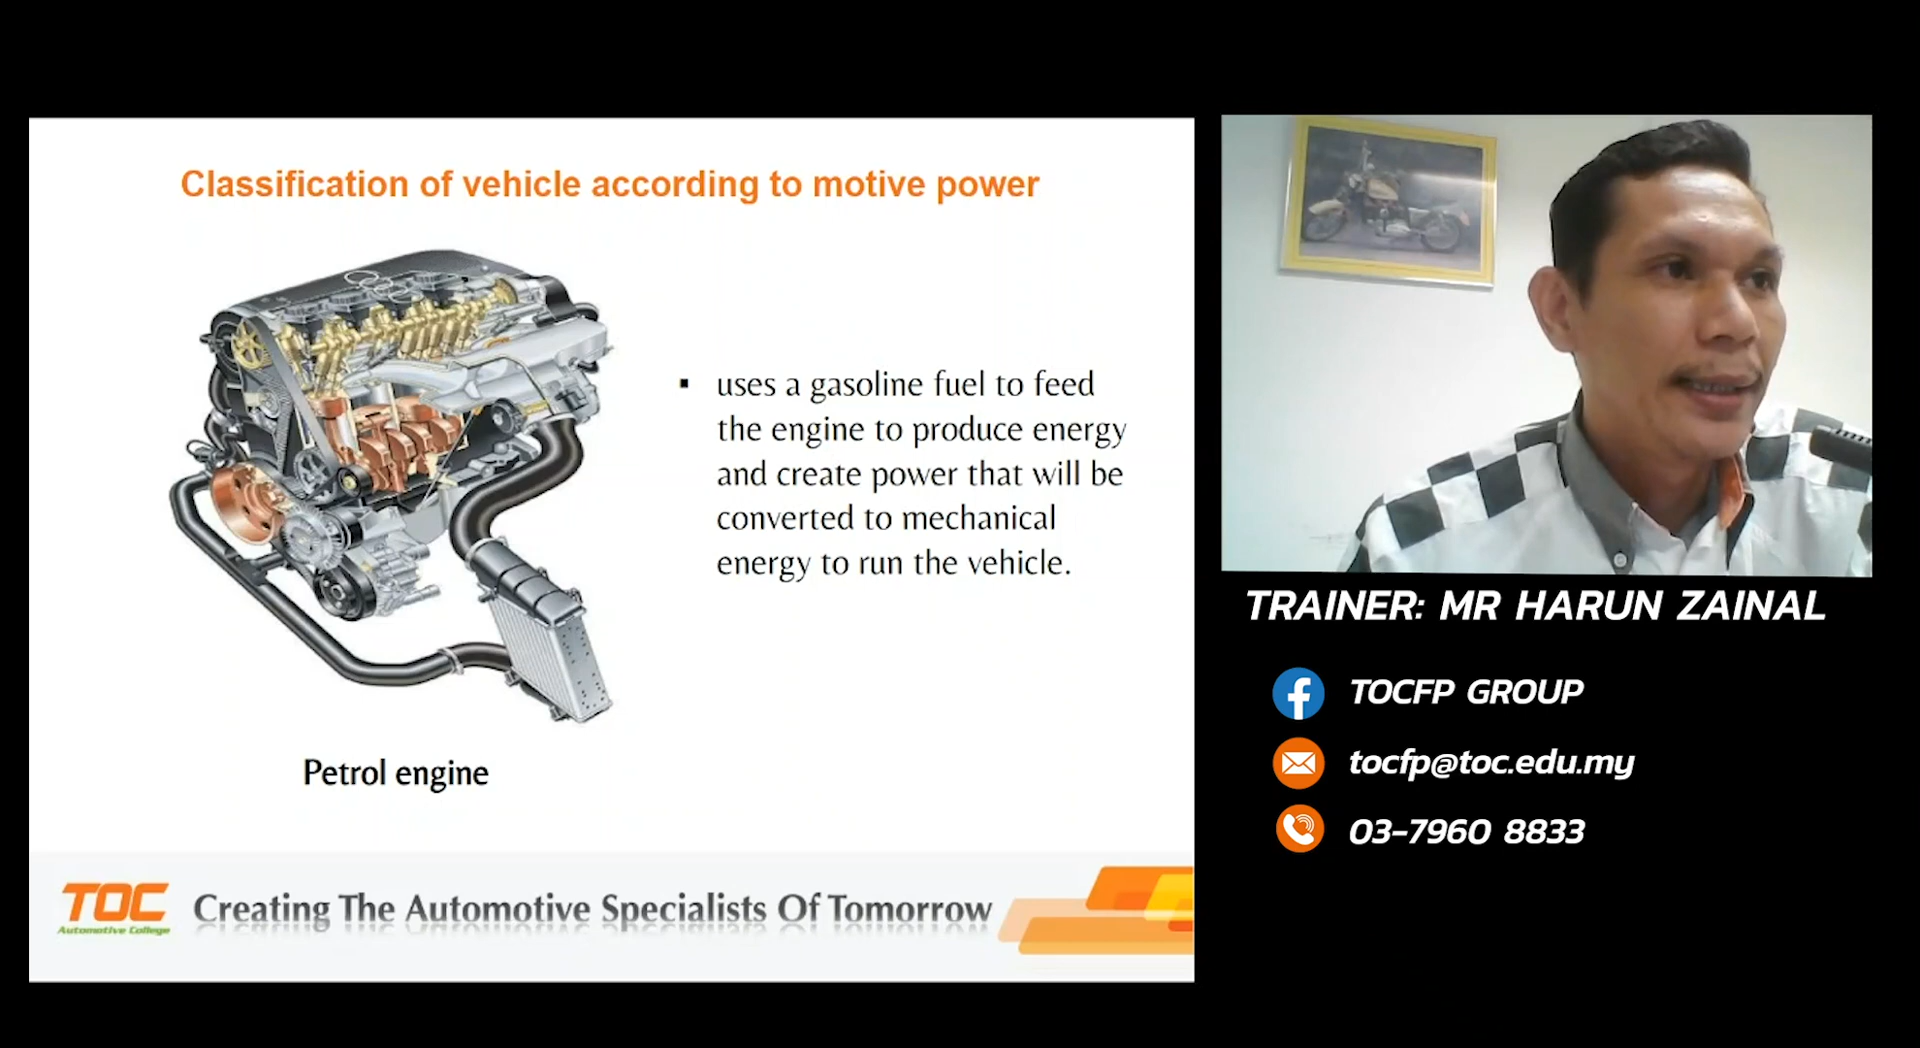 Classification of vehicle according to motive power
▪ uses a gasoline fuel to feed
the engine to produce energy
and create power that will be
converted to mechanical
energy to run the vehicle.
Petrol engine
TOC
Automotive College
Creating The Automotive Specialists Of Tomorrow
TRAINER: MR HARUN ZAINAL
TOCFP GROUP
tocfp@toc.edu.my
03-7960 8833